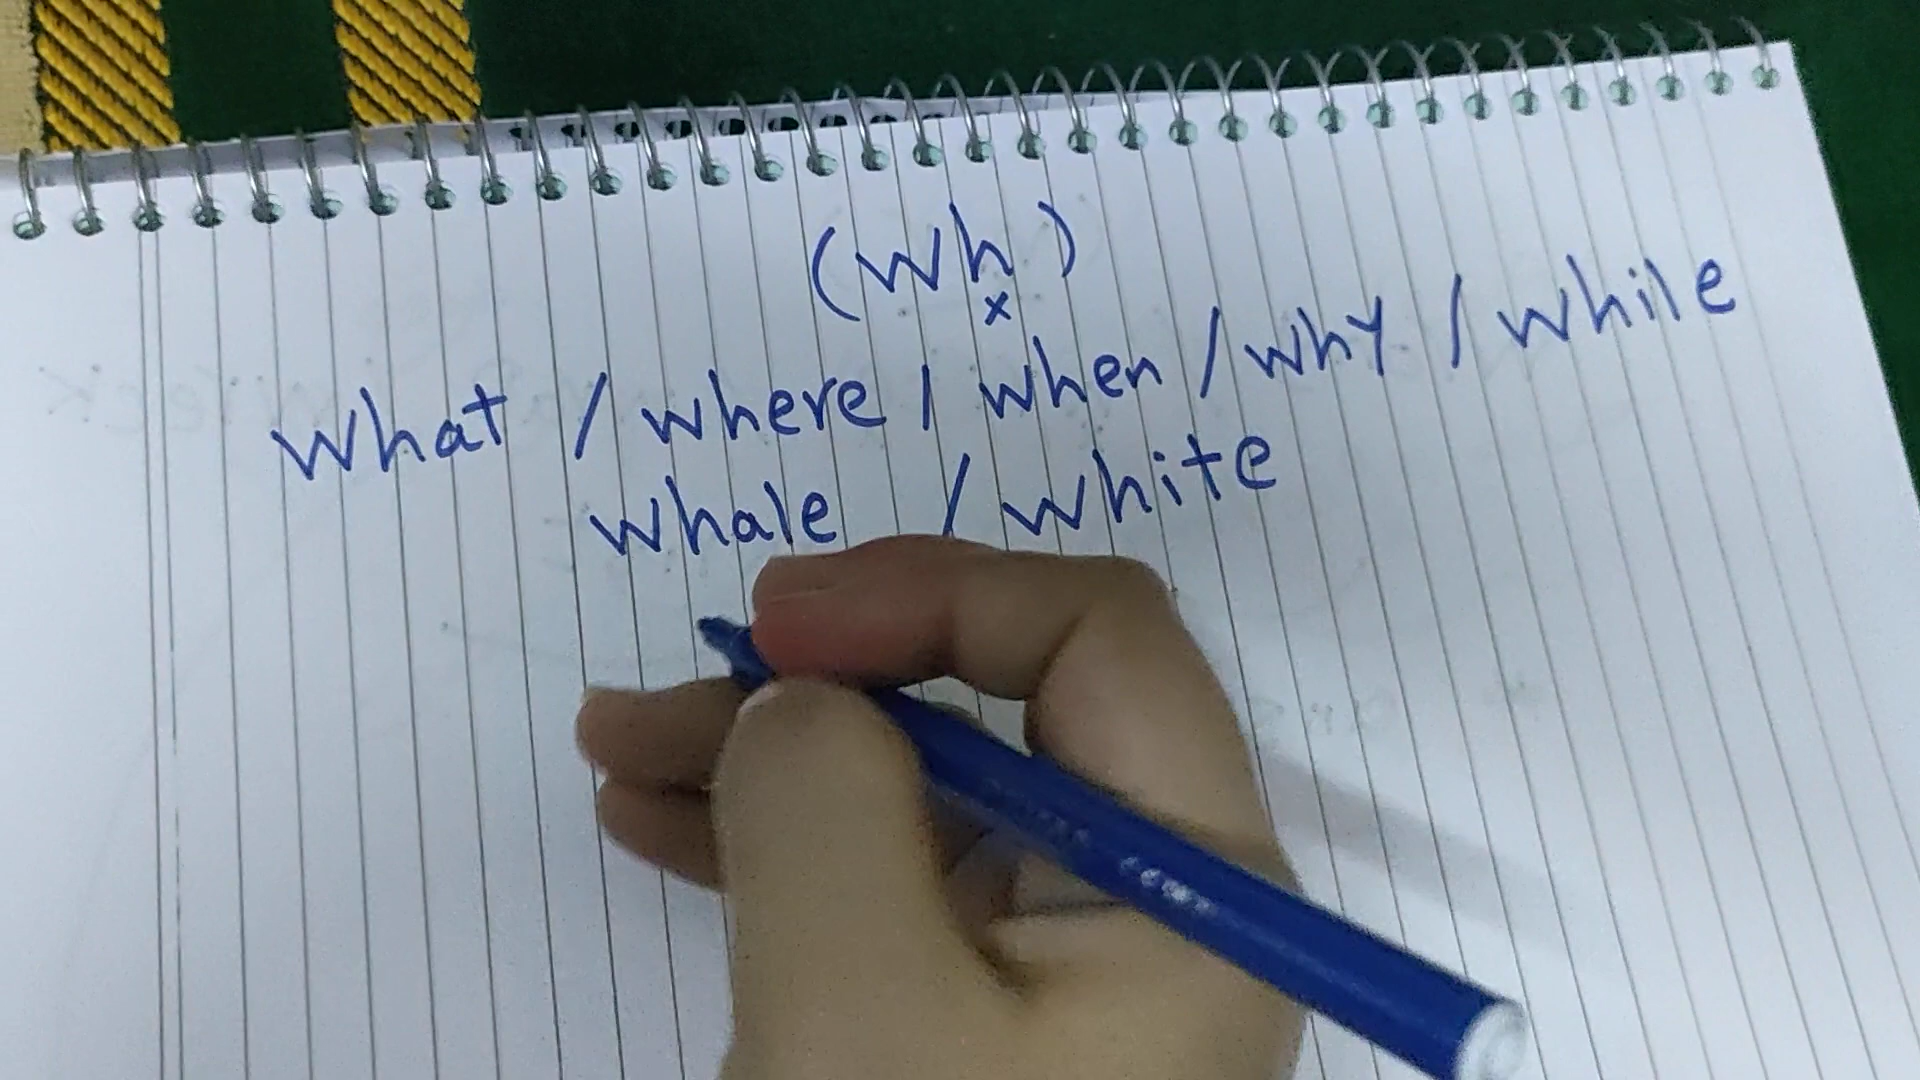 (wh)
x
what / where / when / why / while
whale / white